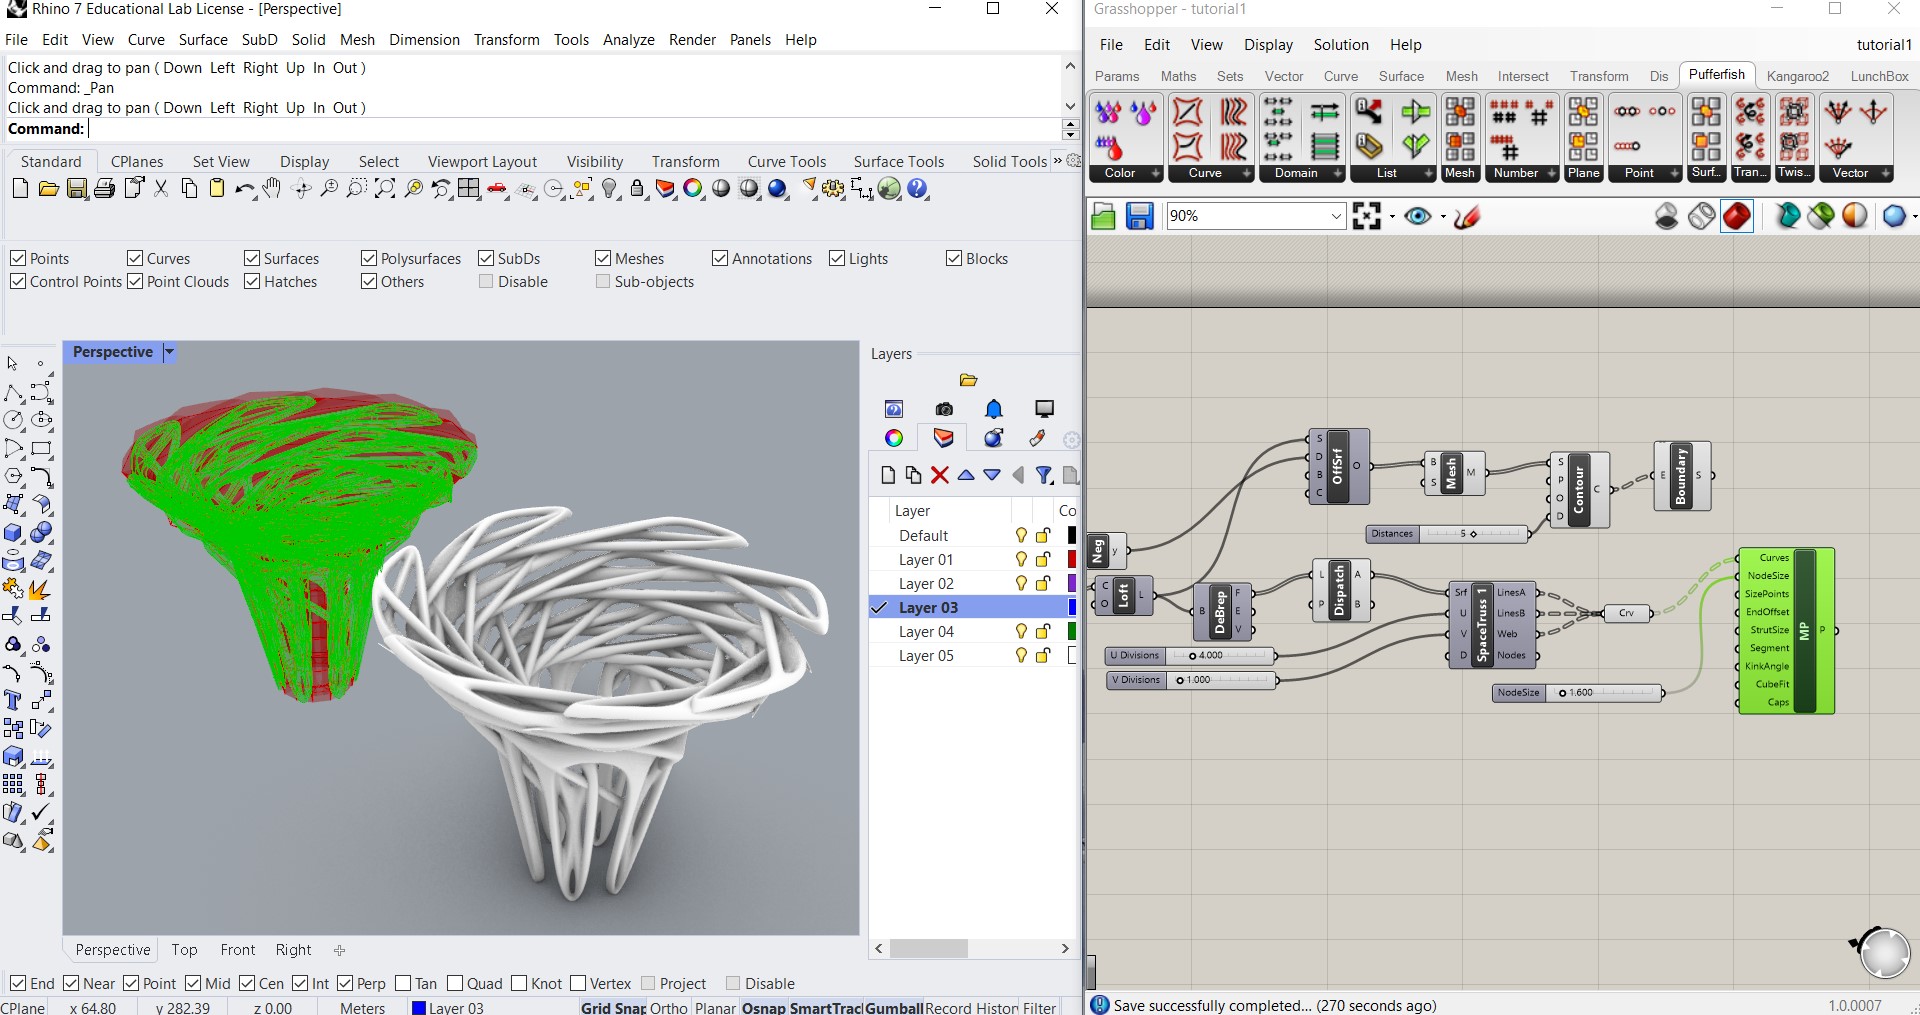 Rhino 7 Educational Lab License - [Perspective]
File Edit View Curve Surface SubD Solid Mesh Dimension Transform Tools Analyze Render Panels Help
Click and drag to pan ( Down Left Right Up In Out )
Command: _Pan
Click and drag to pan ( Down Left Right Up In Out )
Command:
Standard CPlanes Set View Display Select Viewport Layout Visibility Transform Curve Tools Surface Tools Solid Tools »
Points Curves Surfaces Polysurfaces SubDs Meshes Annotations Lights Blocks
Control Points Point Clouds Hatches Others Disable Sub-objects
Perspective
Layers
Layer Co
Default
Layer 01
Layer 02
Layer 03
Layer 04
Layer 05
Perspective Top Front Right
End Near Point Mid Cen Int Perp Tan Quad Knot Vertex Project Disable
CPlane x 64.80 y 282.39 z 0.00 Meters Layer 03 Grid Snap Ortho Planar Osnap SmartTrac Gumball Record Histor Filter
Grasshopper - tutorial1
File Edit View Display Solution Help tutorial1
Params Maths Sets Vector Curve Surface Mesh Intersect Transform Dis Pufferfish Kangaroo2 LunchBox
Color Curve Domain List Mesh Number Plane Point Surf... Tran... Twis... Vector
90%
S D B C OffSrf O
B S Mesh M
S P O D Contour C
E Boundary S
Distances 5
Neg y
C O Loft L
B DeBrep F E V
L P Dispatch A B
Srf U V D SpaceTruss 1 LinesA LinesB Web Nodes
Crv
U Divisions 4.000
V Divisions 1.000
NodeSize 1.600
Curves
NodeSize
SizePoints
EndOffset
StrutSize
Segment
KinkAngle
CubeFit
Caps
MP P
Save successfully completed... (270 seconds ago) 1.0.0007